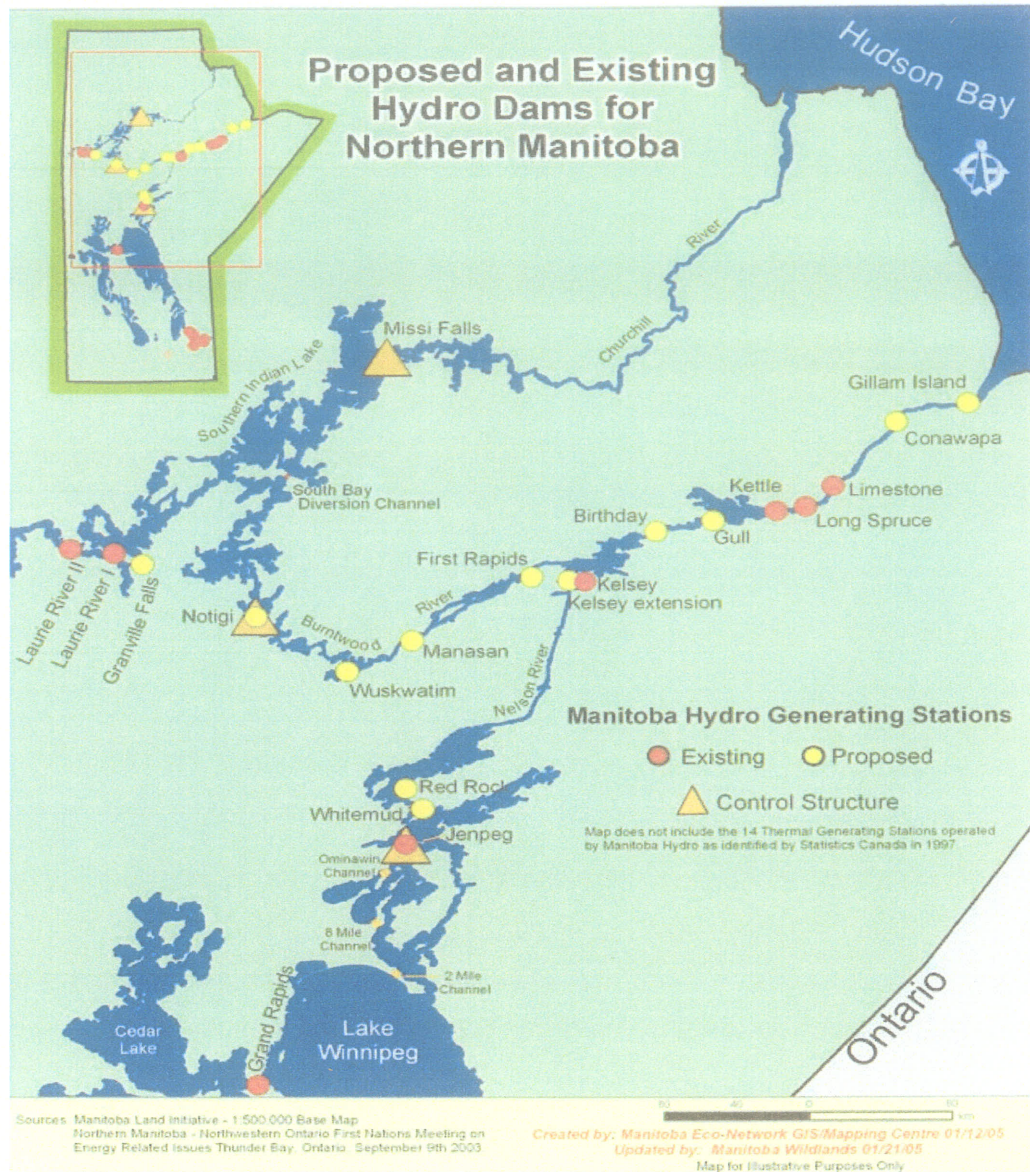 Proposed and Existing
Hydro Dams for
Northern Manitoba
Hudson Bay
Missi Falls
Southern Indian Lake
Churchill
River
Gillam Island
Conawapa
South Bay
Diversion Channel
Kettle
Limestone
Long Spruce
Birthday
Gull
First Rapids
Kelsey
Kelsey extension
Laurie River II
Laurie River I
Granville Falls
Notigi
Burntwood
River
Manasan
Wuskwatim
Nelson River
Manitoba Hydro Generating Stations
Existing
Proposed
Control Structure
Map does not include the 14 Thermal Generating Stations operated
by Manitoba Hydro as identified by Statistics Canada in 1997.
Red Rock
Whitemud
Jenpeg
Ominawin
Channel
8 Mile
Channel
2 Mile
Channel
Grand Rapids
Cedar
Lake
Lake
Winnipeg
Ontario
Sources: Manitoba Land Initiative - 1:500,000 Base Map
Northern Manitoba - Northwestern Ontario First Nations Meeting on
Energy Related Issues Thunder Bay, Ontario. September 9th 2003.
40
0
km
Created by: Manitoba Eco-Network GIS/Mapping Centre 01/12/05
Updated by: Manitoba Wildlands 01/21/05
Map for Illustrative Purposes Only